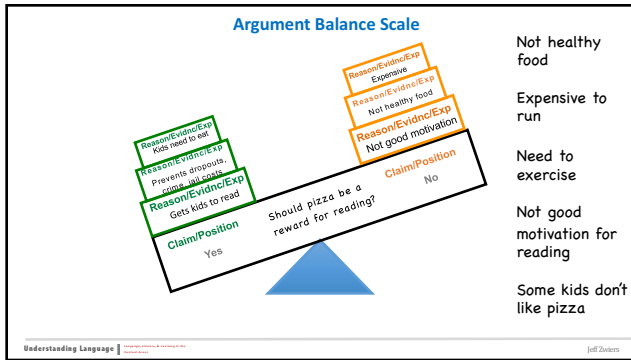 Argument Balance Scale
Reason/Evidnc/Exp
Kids need to eat
Reason/Evidnc/Exp
Prevents dropouts,
crime, jail costs
Reason/Evidnc/Exp
Gets kids to read
Claim/Position
Yes
Should pizza be a
reward for reading?
Reason/Evidnc/Exp
Expensive
Reason/Evidnc/Exp
Not healthy food
Reason/Evidnc/Exp
Not good motivation
Claim/Position
No
Not healthy
food
Expensive to
run
Need to
exercise
Not good
motivation for
reading
Some kids don't
like pizza
Understanding Language
Jeff Zwiers